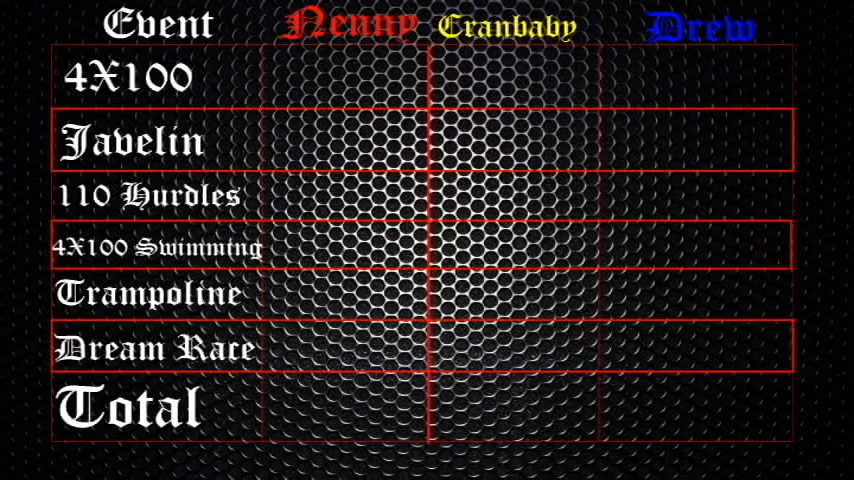 Event Nenny Cranbaby Drew
4X100
Javelin
110 Hurdles
4X100 Swimming
Trampoline
Dream Race
Total